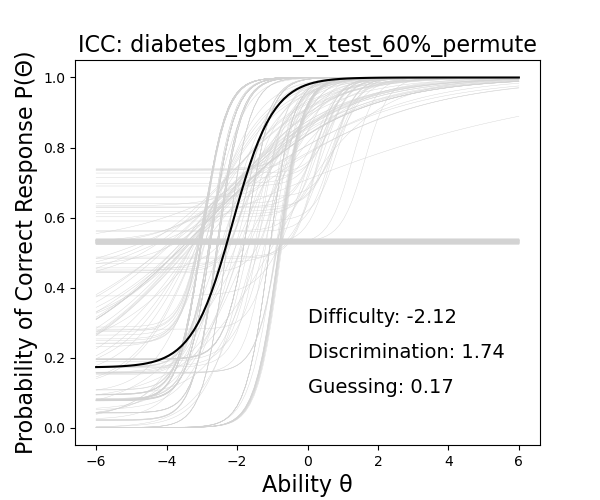 ICC: diabetes_lgbm_x_test_60%_permute
Probability of Correct Response P(Θ)
1.0
0.8
0.6
0.4
0.2
0.0
Difficulty: -2.12
Discrimination: 1.74
Guessing: 0.17
−6 −4 −2 0 2 4 6
Ability θ